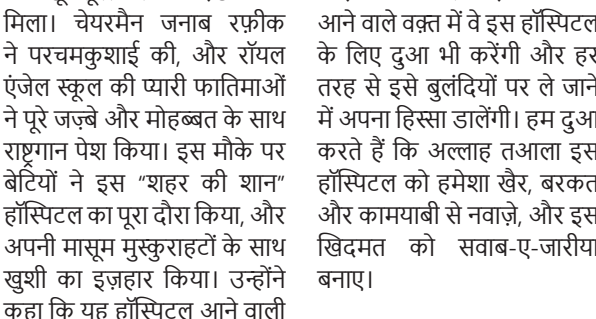 मिला। चेयरमैन जनाब रफ़ीक
ने परचमकुशाई की, और रॉयल
एंजेल स्कूल की प्यारी फातिमाओं
ने पूरे जज़्बे और मोहब्बत के साथ
राष्ट्रगान पेश किया। इस मौके पर
बेटियों ने इस “शहर की शान”
हॉस्पिटल का पूरा दौरा किया, और
अपनी मासूम मुस्कुराहटों के साथ
खुशी का इज़हार किया। उन्होंने
कहा कि यह हॉस्पिटल आने वाली
आने वाले वक़्त में वे इस हॉस्पिटल
के लिए दुआ भी करेंगी और हर
तरह से इसे बुलंदियों पर ले जाने
में अपना हिस्सा डालेंगी। हम दुआ
करते हैं कि अल्लाह तआला इस
हॉस्पिटल को हमेशा खैर, बरकत
और कामयाबी से नवाज़े, और इस
खिदमत को सवाब-ए-जारीया
बनाए।